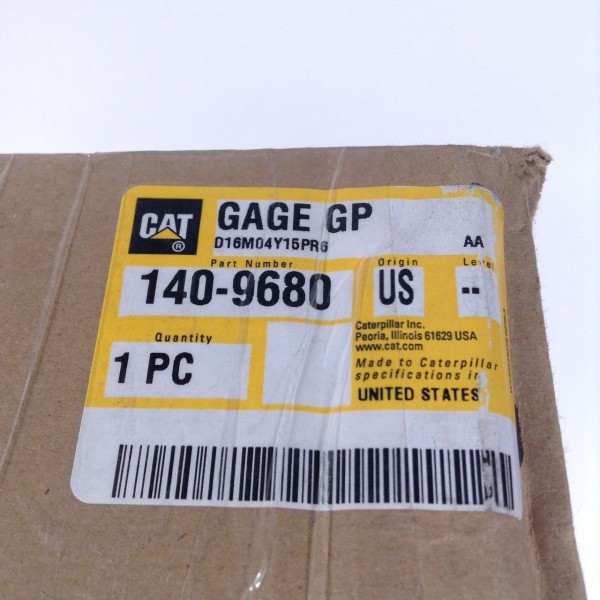 CAT®
GAGE GP
D16M04Y15PR6 AA
Part Number Origin
140-9680 US --
Caterpillar Inc.
Peoria, Illinois 61629 USA
www.cat.com
Quantity
1 PC
Made to Caterpillar
specifications in
UNITED STATES